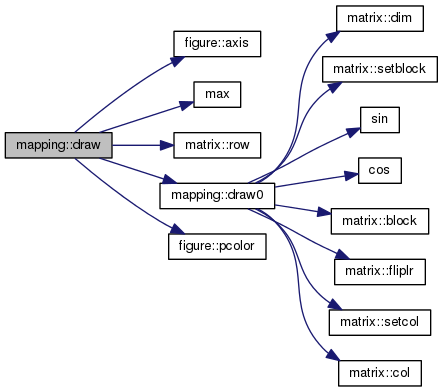 mapping::draw
figure::axis
max
matrix::row
mapping::draw0
figure::pcolor
matrix::dim
matrix::setblock
sin
cos
matrix::block
matrix::fliplr
matrix::setcol
matrix::col